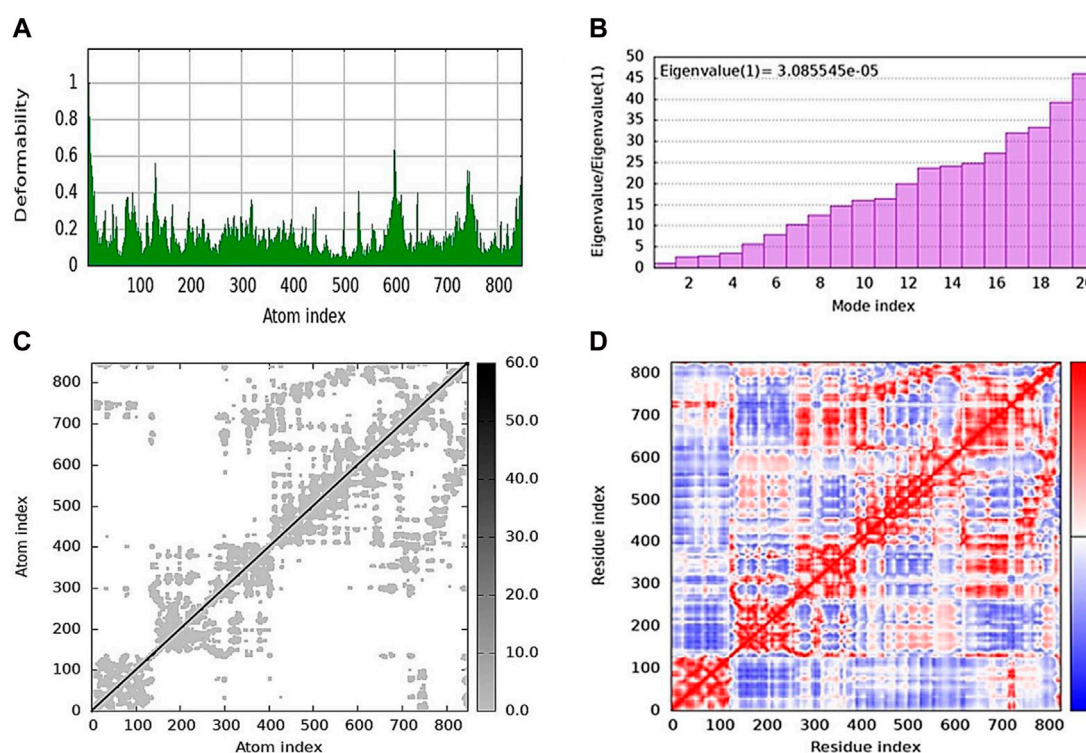 A
Deformability
1
0.8
0.6
0.4
0.2
0
100 200 300 400 500 600 700 800
Atom index
B
Eigenvalue/Eigenvalue(1)
Eigenvalue(1)= 3.085545e-05
50
45
40
35
30
25
20
15
10
5
0
2 4 6 8 10 12 14 16 18 20
Mode index
C
Atom index
800
700
600
500
400
300
200
100
0
0 100 200 300 400 500 600 700 800
Atom index
60.0
50.0
40.0
30.0
20.0
10.0
0.0
D
Residue index
800
700
600
500
400
300
200
100
0
0 100 200 300 400 500 600 700 800
Residue index